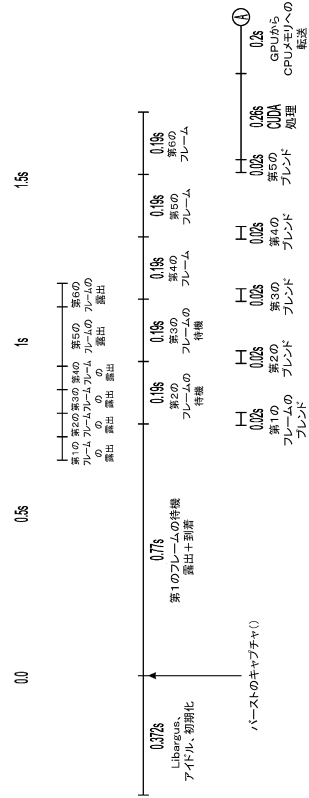 0.0
0.5s
1s
1.5s
第1の
フレーム
の
露出
第2の
フレーム
の
露出
第3の
フレーム
の
露出
第4の
フレーム
の
露出
第5の
フレームの
露出
第6の
フレームの
露出
0.372s
Libargus、
アイドル、初期化
0.77s
第1のフレームの待機
露出+到着
0.19s
第2の
フレームの
待機
0.19s
第3の
フレームの
待機
0.19s
第4の
フレーム
0.19s
第5の
フレーム
0.19s
第6の
フレーム
バーストのキャプチャ()
0.02s
第1の
フレームの
ブレンド
0.02s
第2の
ブレンド
0.02s
第3の
ブレンド
0.02s
第4の
ブレンド
0.02s
第5の
ブレンド
0.26s
CUDA
処理
0.2s
GPUから
CPUメモリへの
転送
A